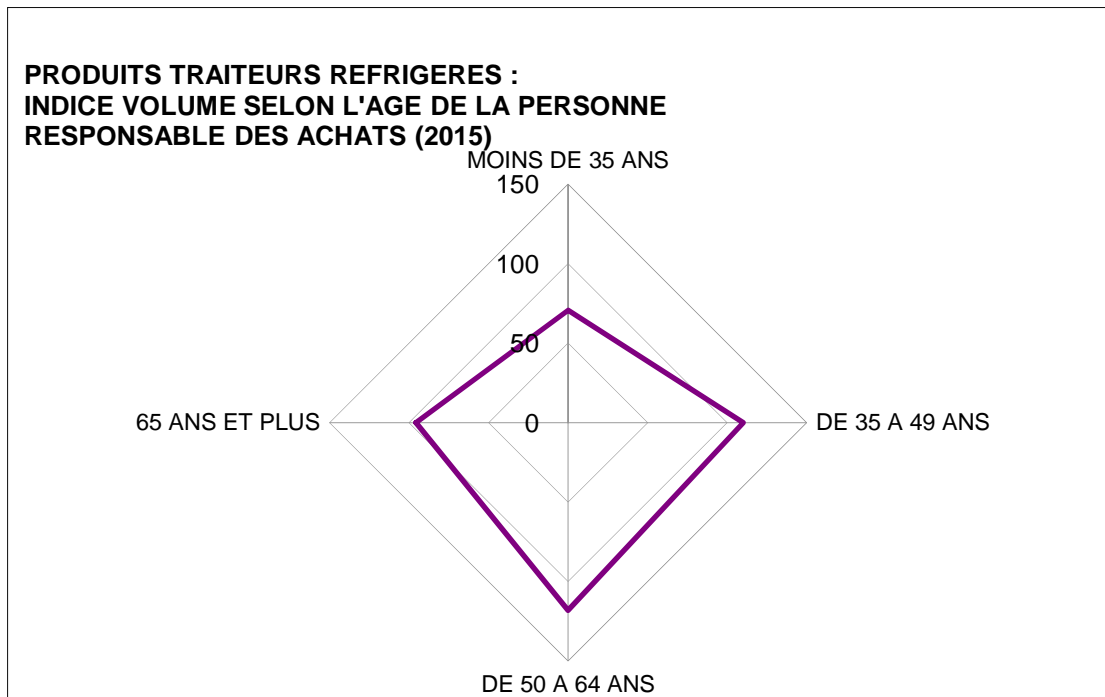 PRODUITS TRAITEURS REFRIGERES :
INDICE VOLUME SELON L'AGE DE LA PERSONNE
RESPONSABLE DES ACHATS (2015)
MOINS DE 35 ANS
150
100
50
65 ANS ET PLUS
0
DE 35 A 49 ANS
DE 50 A 64 ANS